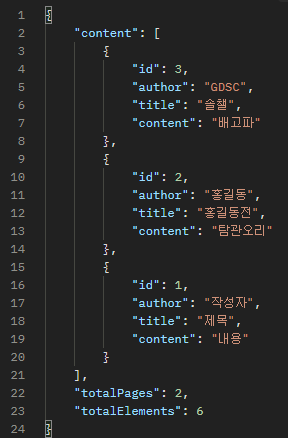 1 {
2 "content": [
3 {
4 "id": 3,
5 "author": "GDSC",
6 "title": "솔챌",
7 "content": "배고파"
8 },
9 {
10 "id": 2,
11 "author": "홍길동",
12 "title": "홍길동전",
13 "content": "탐관오리"
14 },
15 {
16 "id": 1,
17 "author": "작성자",
18 "title": "제목",
19 "content": "내용"
20 }
21 ],
22 "totalPages": 2,
23 "totalElements": 6
24 }